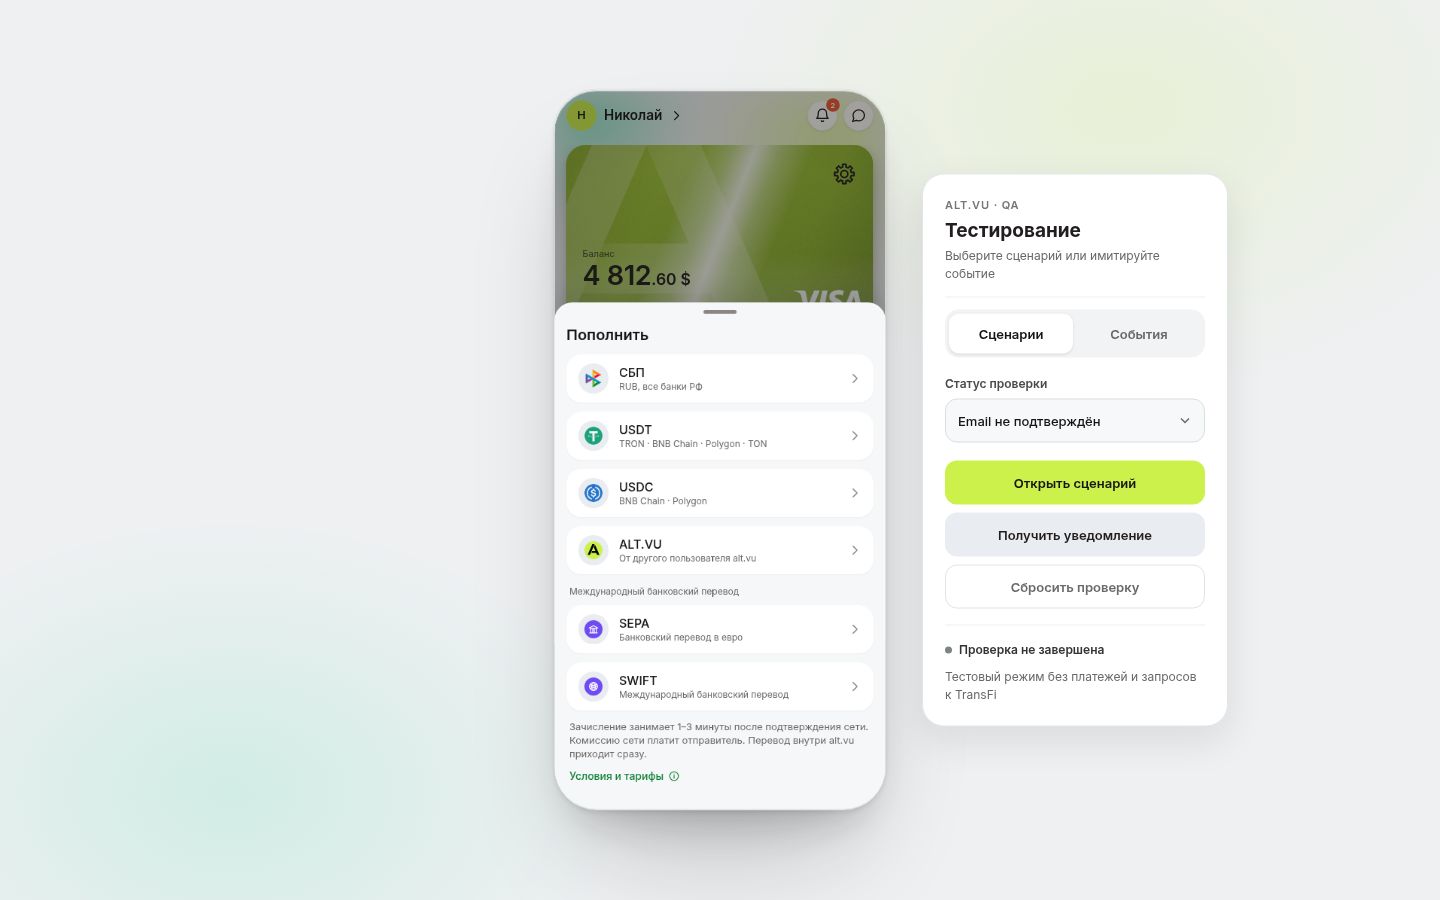 Н
Николай
2
Баланс
4 812.60 $
VISA
Пополнить
СБП
RUB, все банки РФ
USDT
TRON · BNB Chain · Polygon · TON
USDC
BNB Chain · Polygon
ALT.VU
От другого пользователя alt.vu
Международный банковский перевод
SEPA
Банковский перевод в евро
SWIFT
Международный банковский перевод
Зачисление занимает 1–3 минуты после подтверждения сети.
Комиссию сети платит отправитель. Перевод внутри alt.vu
приходит сразу.
Условия и тарифы
ALT.VU · QA
Тестирование
Выберите сценарий или имитируйте
событие
Сценарии
События
Статус проверки
Email не подтверждён
Открыть сценарий
Получить уведомление
Сбросить проверку
Проверка не завершена
Тестовый режим без платежей и запросов
к TransFi